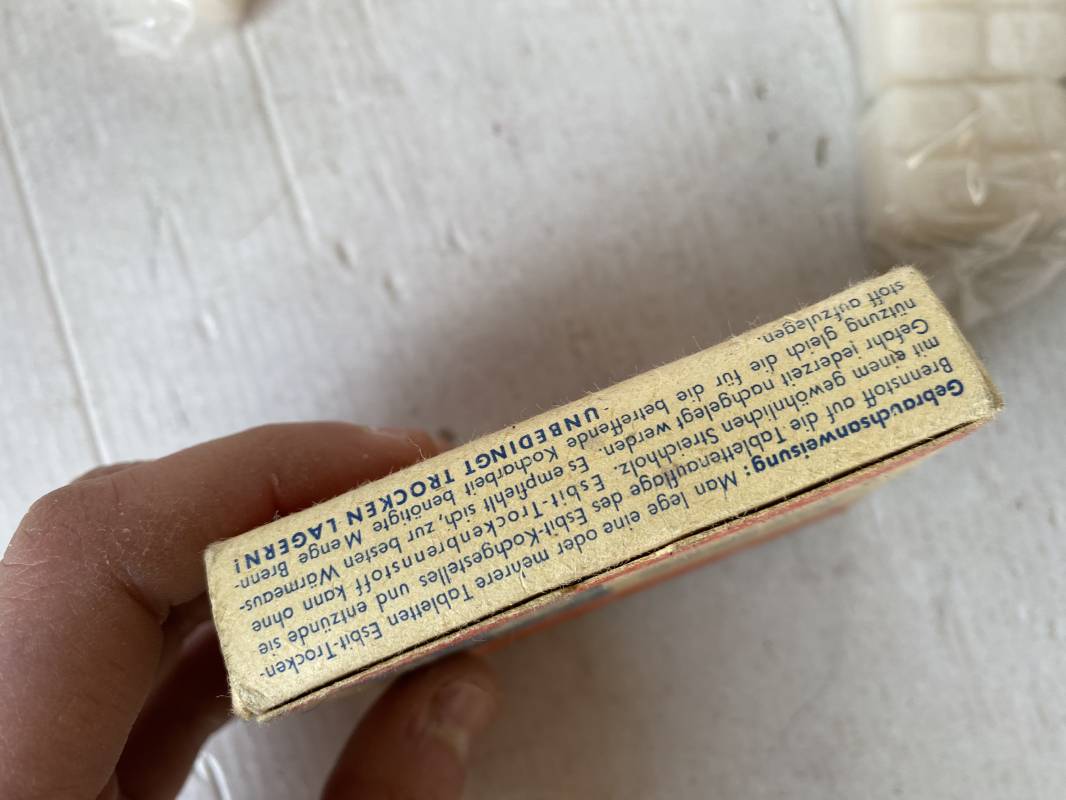 Gebrauchsanweisung: Man lege eine oder mehrere Tabletten Esbit-Trocken-
Brennstoff auf die Tablettenauflage des Esbit-Kochgestelles und entzünde sie
mit einem gewöhnlichen Streichholz. Esbit-Trockenbrennstoff kann ohne
Gefahr jederzeit nachgelegt werden. Es empfiehlt sich, zur besten Wärmeaus-
nützung gleich die für die betreffende Kocharbeit benötigte Menge Brenn-
stoff aufzulegen. UNBEDINGT TROCKEN LAGERN!